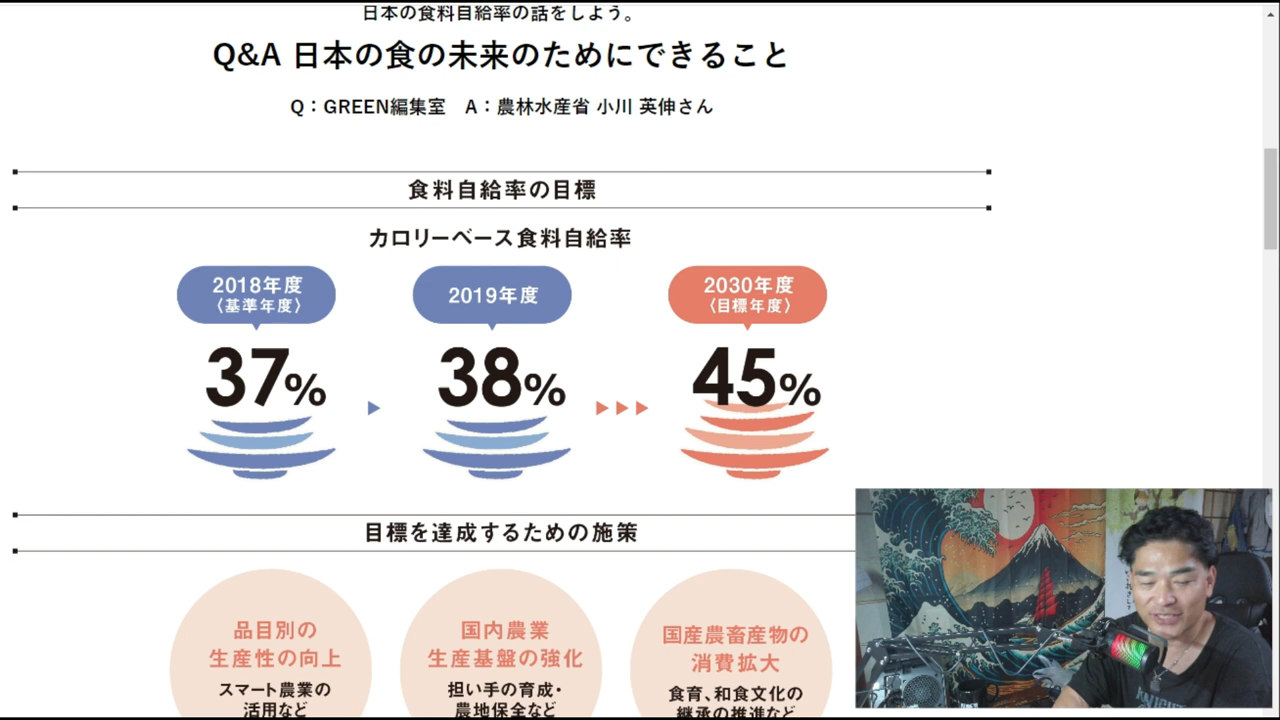 日本の食料自給率の話をしよう。
Q&A 日本の食の未来のためにできること
Q：GREEN編集室　A：農林水産省 小川 英伸さん
食料自給率の目標
カロリーベース食料自給率
2018年度
〈基準年度〉
2019年度
2030年度
〈目標年度〉
37%
38%
45%
目標を達成するための施策
品目別の
生産性の向上
スマート農業の
活用など
国内農業
生産基盤の強化
担い手の育成・
農地保全など
国産農畜産物の
消費拡大
食育、和食文化の
継承の推進など